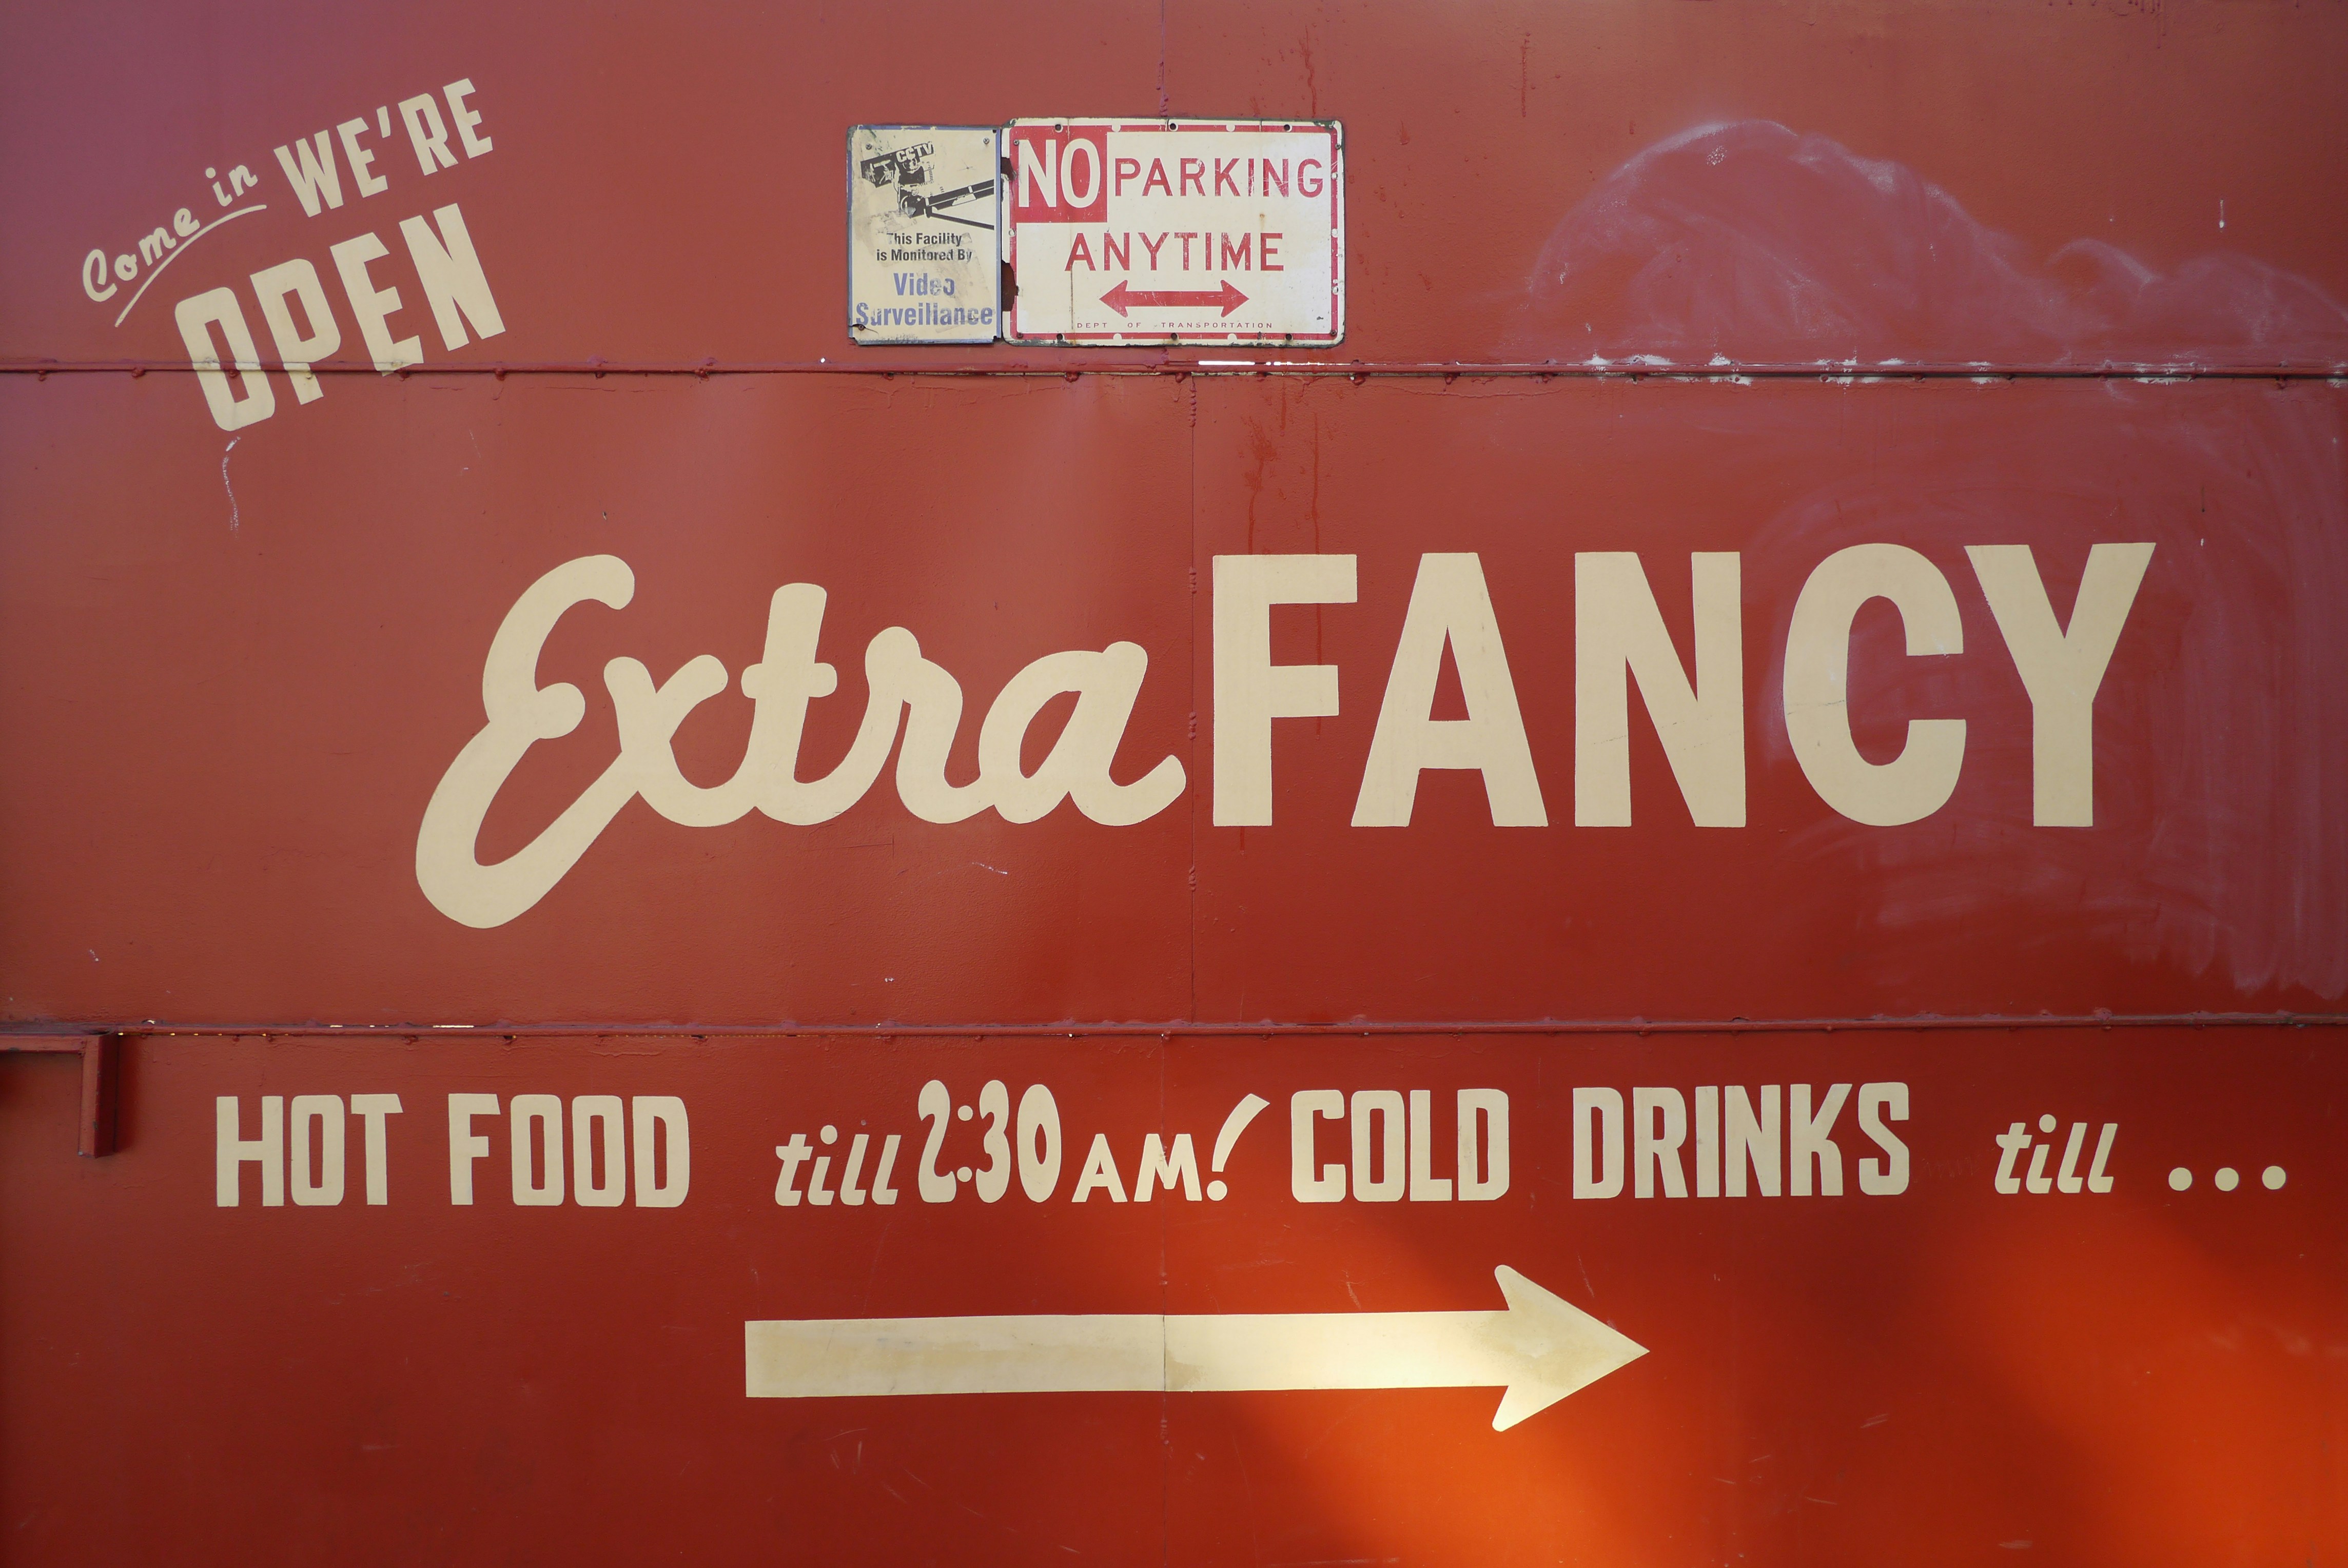 Come in WE'RE
OPEN
CCTV
This Facility
is Monitored By
Video
Surveillance
NO PARKING
ANYTIME
DEPT OF TRANSPORTATION
Extra FANCY
HOT FOOD till 2:30 AM! COLD DRINKS till ...